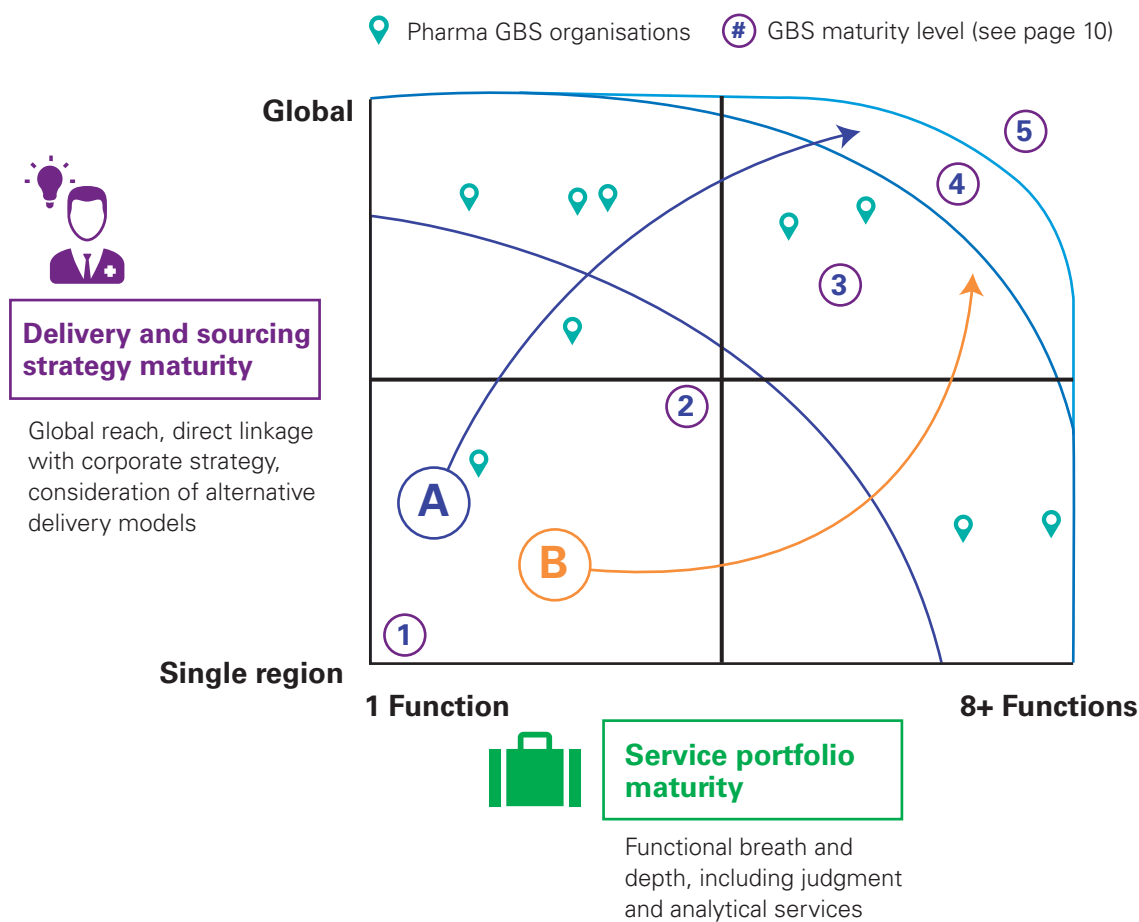 Pharma GBS organisations
# GBS maturity level (see page 10)
Global
5
4
3
Delivery and sourcing
strategy maturity
2
Global reach, direct linkage
with corporate strategy,
consideration of alternative
delivery models
A
B
1
Single region
1 Function
8+ Functions
Service portfolio
maturity
Functional breath and
depth, including judgment
and analytical services